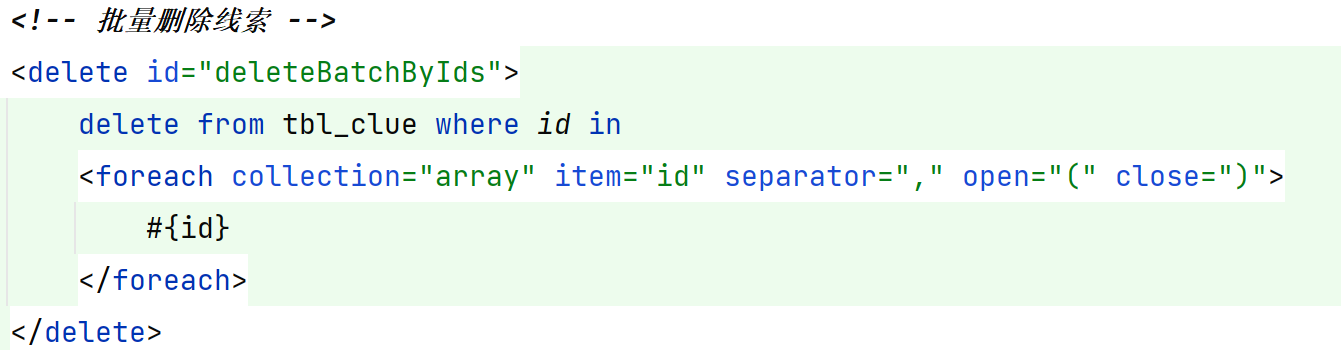 <!-- 批量删除线索 -->
<delete id="deleteBatchByIds">
delete from tbl_clue where id in
<foreach collection="array" item="id" separator="," open="(" close=")">
#{id}
</foreach>
</delete>